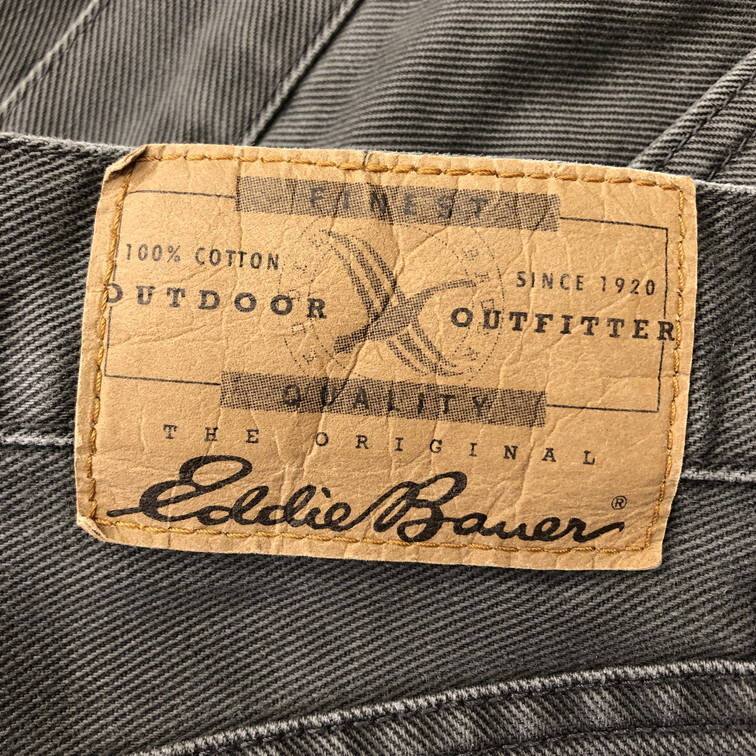 FINEST
100% COTTON
SINCE 1920
OUTDOOR OUTFITTER
QUALITY
THE ORIGINAL
Eddie Bauer ®